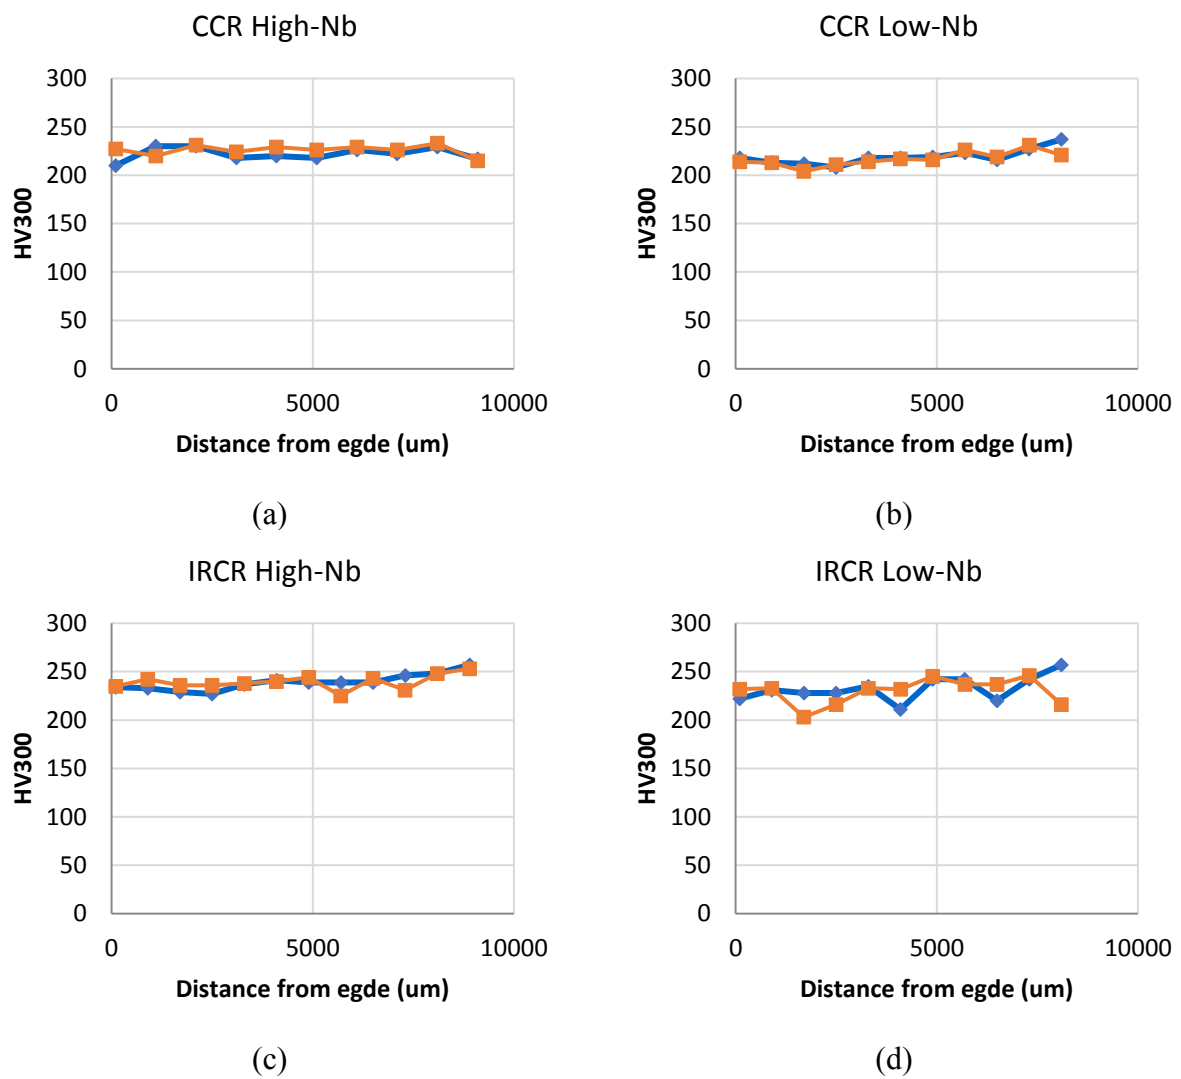 CCR High-Nb
300
250
200
150
100
50
0
HV300
0 5000 10000
Distance from egde (um)
(a)
CCR Low-Nb
300
250
200
150
100
50
0
HV300
0 5000 10000
Distance from edge (um)
(b)
IRCR High-Nb
300
250
200
150
100
50
0
HV300
0 5000 10000
Distance from egde (um)
(c)
IRCR Low-Nb
300
250
200
150
100
50
0
HV300
0 5000 10000
Distance from egde (um)
(d)